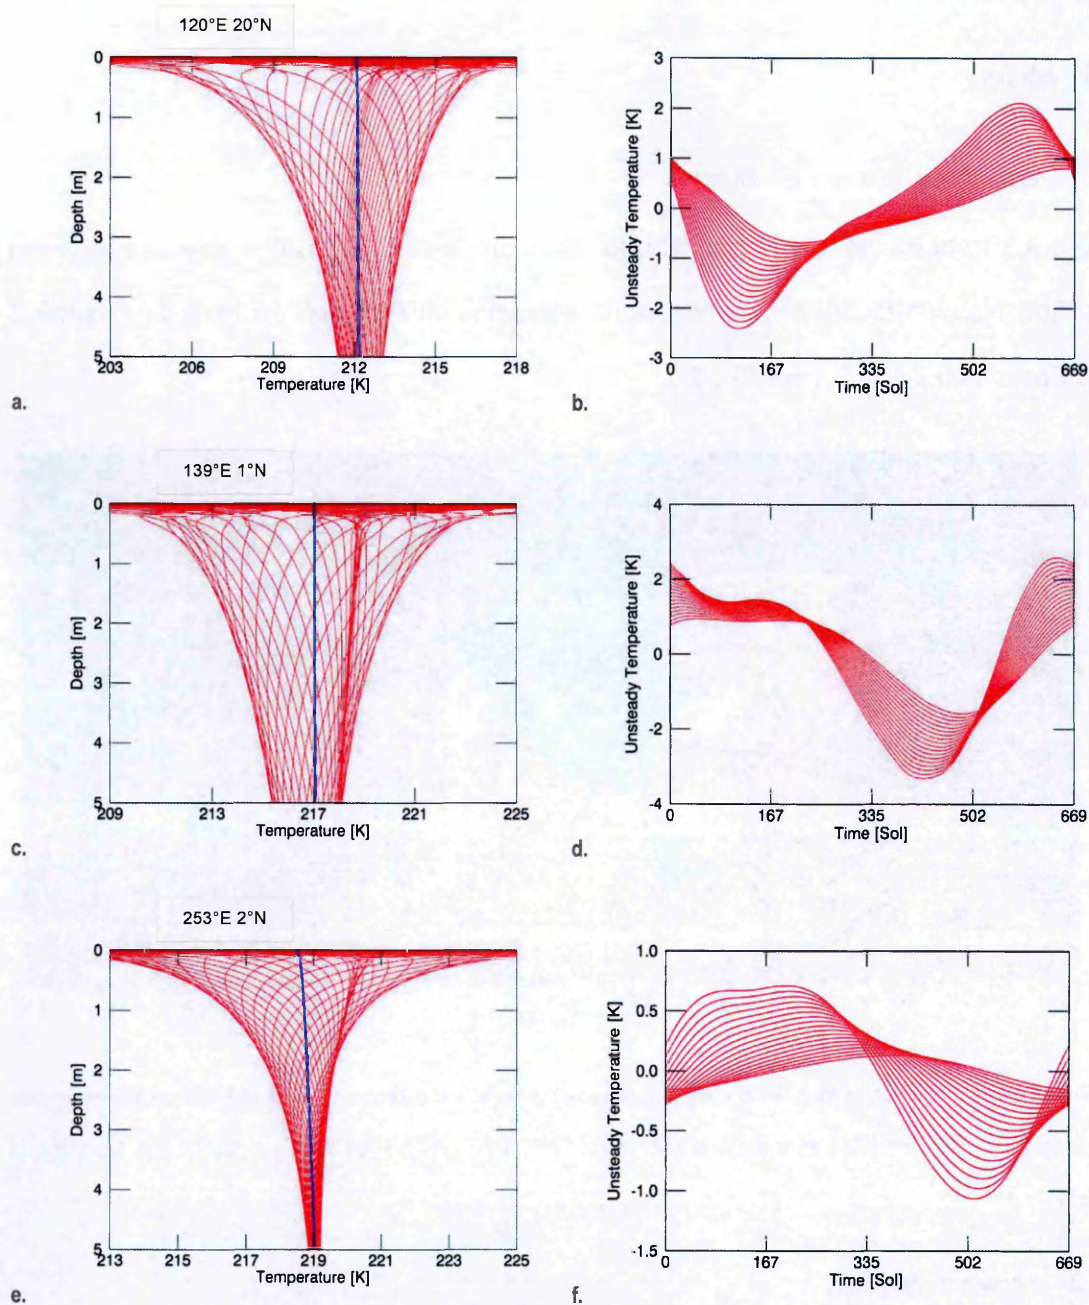 120°E 20°N
0
1
2
3
4
5
Depth [m]
203 206 209 212 215 218
Temperature [K]
a.
3
2
1
0
-1
-2
-3
Unsteady Temperature [K]
0 167 335 502 669
Time [Sol]
b.
139°E 1°N
0
1
2
3
4
5
Depth [m]
209 213 217 221 225
Temperature [K]
c.
4
2
0
-2
-4
Unsteady Temperature [K]
0 167 335 502 669
Time [Sol]
d.
253°E 2°N
0
1
2
3
4
5
Depth [m]
213 215 217 219 221 223 225
Temperature [K]
e.
1.0
0.5
0.0
-0.5
-1.0
-1.5
Unsteady Temperature [K]
0 167 335 502 669
Time [Sol]
f.